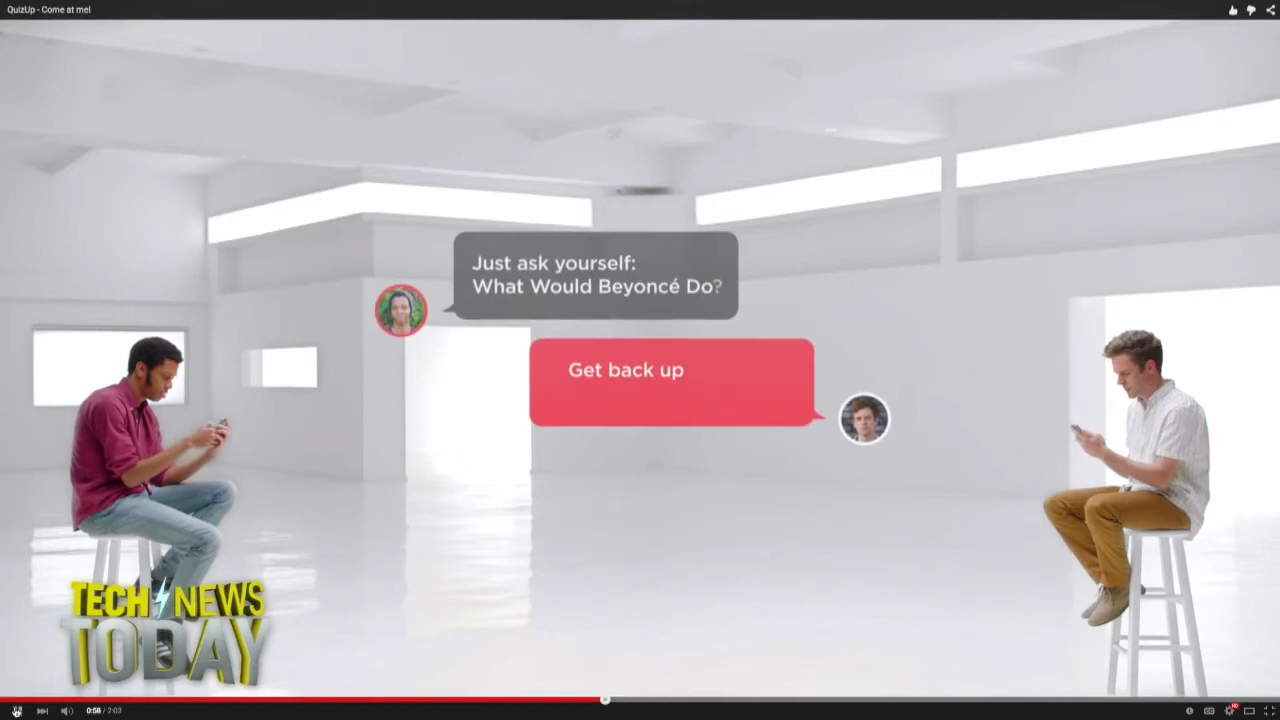 QuizUp - Come at me!
Just ask yourself:
What Would Beyoncé Do?
Get back up
TECH NEWS
TODAY
0:58 / 2:03
HD